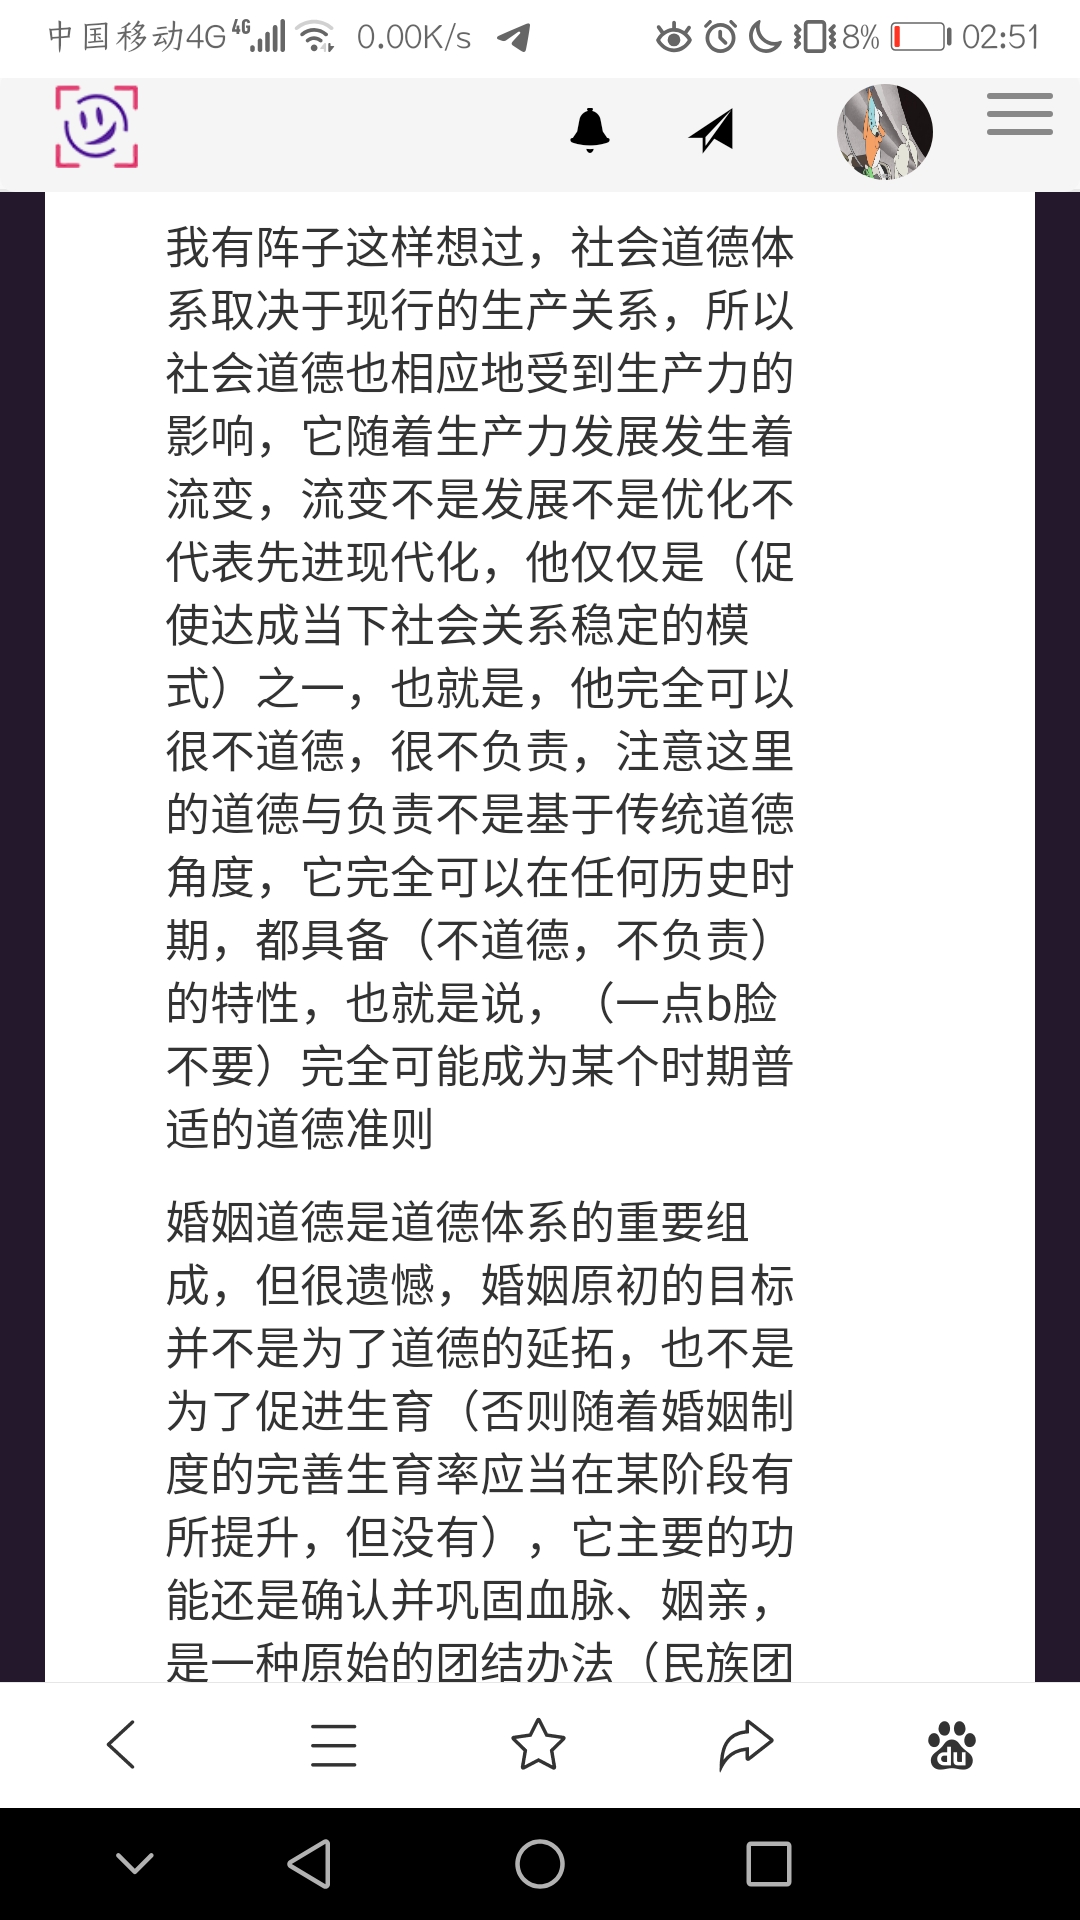 中国移动4G 4G 0.00K/s 8% 02:51
我有阵子这样想过，社会道德体
系取决于现行的生产关系，所以
社会道德也相应地受到生产力的
影响，它随着生产力发展发生着
流变，流变不是发展不是优化不
代表先进现代化，他仅仅是（促
使达成当下社会关系稳定的模
式）之一，也就是，他完全可以
很不道德，很不负责，注意这里
的道德与负责不是基于传统道德
角度，它完全可以在任何历史时
期，都具备（不道德，不负责）
的特性，也就是说，（一点b脸
不要）完全可能成为某个时期普
适的道德准则
婚姻道德是道德体系的重要组
成，但很遗憾，婚姻原初的目标
并不是为了道德的延拓，也不是
为了促进生育（否则随着婚姻制
度的完善生育率应当在某阶段有
所提升，但没有），它主要的功
能还是确认并巩固血脉、姻亲，
是一种原始的团结办法（民族团
du